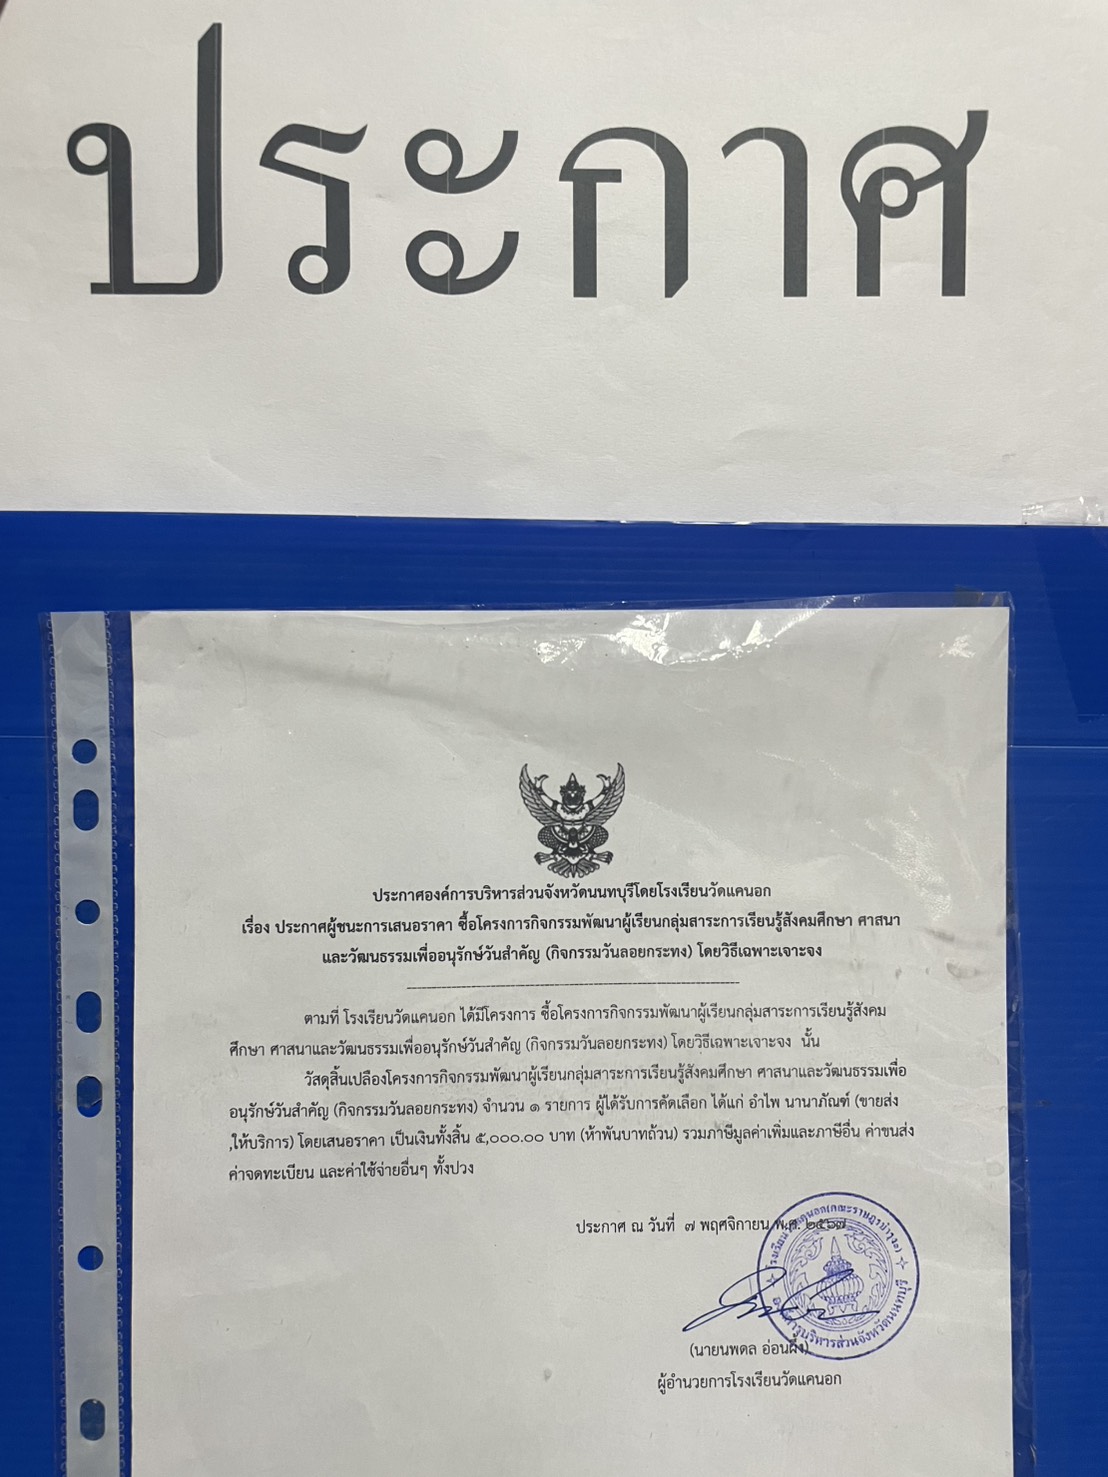 ประกาศ
ประกาศองค์การบริหารส่วนจังหวัดนนทบุรีโดยโรงเรียนวัดแคนอก
เรื่อง ประกาศผู้ชนะการเสนอราคา ซื้อโครงการกิจกรรมพัฒนาผู้เรียนกลุ่มสาระการเรียนรู้สังคมศึกษา ศาสนา
และวัฒนธรรมเพื่ออนุรักษ์วันสำคัญ (กิจกรรมวันลอยกระทง) โดยวิธีเฉพาะเจาะจง
ตามที่ โรงเรียนวัดแคนอก ได้มีโครงการ ซื้อโครงการกิจกรรมพัฒนาผู้เรียนกลุ่มสาระการเรียนรู้สังคม
ศึกษา ศาสนาและวัฒนธรรมเพื่ออนุรักษ์วันสำคัญ (กิจกรรมวันลอยกระทง) โดยวิธีเฉพาะเจาะจง นั้น
วัสดุสิ้นเปลืองโครงการกิจกรรมพัฒนาผู้เรียนกลุ่มสาระการเรียนรู้สังคมศึกษา ศาสนาและวัฒนธรรมเพื่อ
อนุรักษ์วันสำคัญ (กิจกรรมวันลอยกระทง) จำนวน ๑ รายการ ผู้ได้รับการคัดเลือก ได้แก่ อำไพ นานาภัณฑ์ (ขายส่ง
,ให้บริการ) โดยเสนอราคา เป็นเงินทั้งสิ้น ๕,๐๐๐.๐๐ บาท (ห้าพันบาทถ้วน) รวมภาษีมูลค่าเพิ่มและภาษีอื่น ค่าขนส่ง
ค่าจดทะเบียน และค่าใช้จ่ายอื่นๆ ทั้งปวง
ประกาศ ณ วันที่ ๗ พฤศจิกายน พ.ศ. ๒๕๖๗
(นายนพดล อ่อนผึ้ง)
ผู้อำนวยการโรงเรียนวัดแคนอก